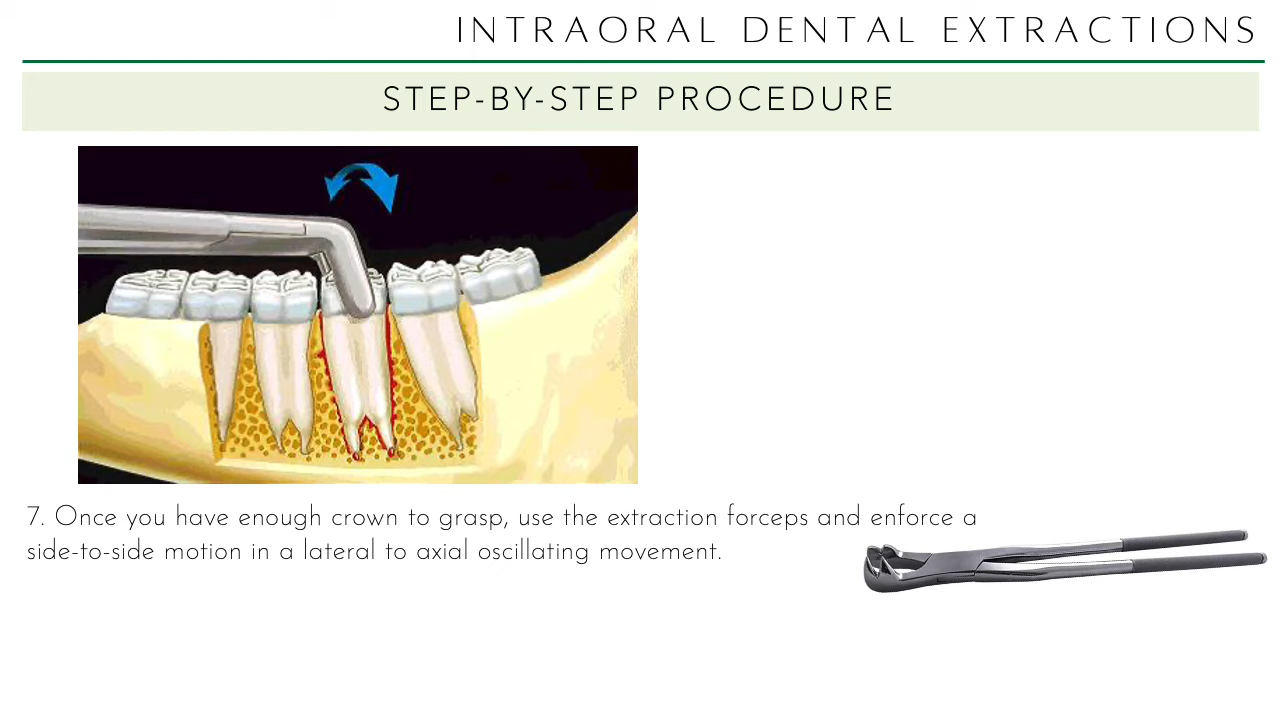 INTRAORAL DENTAL EXTRACTIONS
STEP-BY-STEP PROCEDURE
7. Once you have enough crown to grasp, use the extraction forceps and enforce a
side-to-side motion in a lateral to axial oscillating movement.